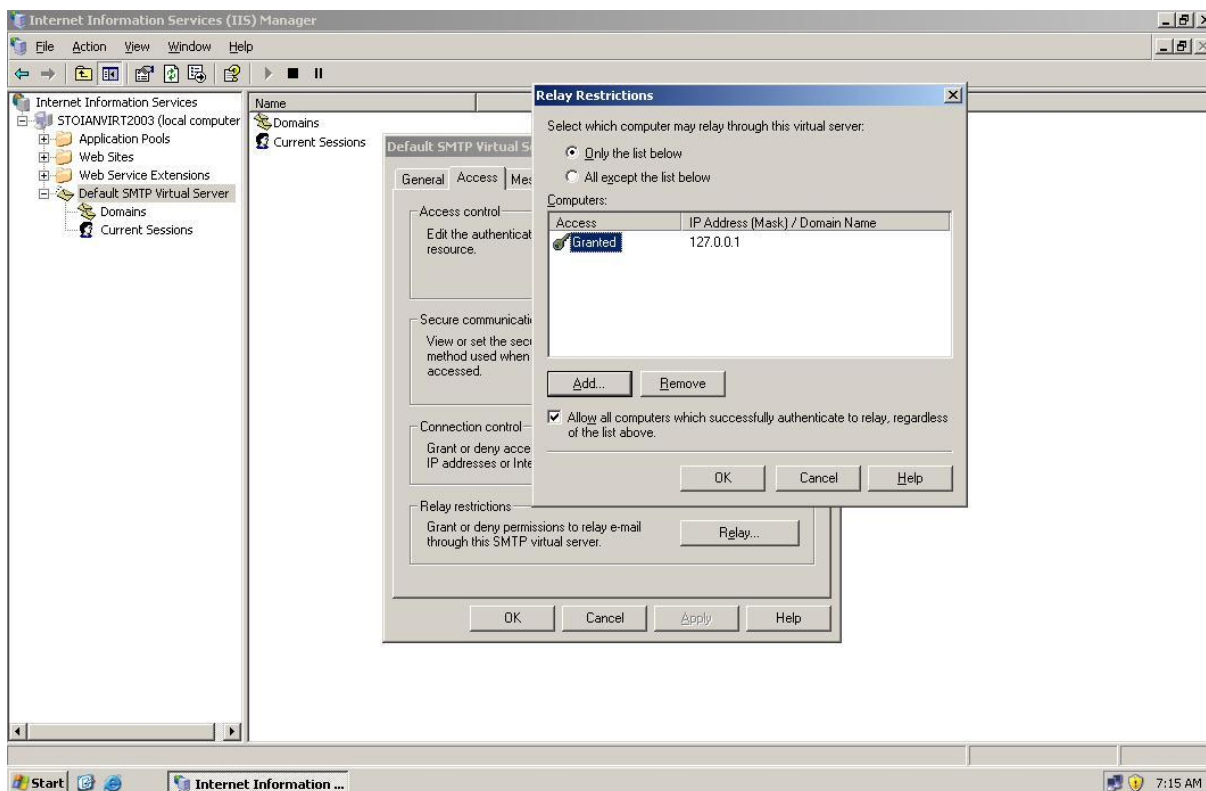 Internet Information Services (IIS) Manager
File Action View Window Help
Internet Information Services
STOIANVIRT2003 (local computer
Application Pools
Web Sites
Web Service Extensions
Default SMTP Virtual Server
Domains
Current Sessions
Name
Domains
Current Sessions
Default SMTP Virtual S
General Access Mes
Access control
Edit the authenticat
resource.
Secure communicati
View or set the secu
method used when
accessed.
Connection control
Grant or deny acce
IP addresses or Inte
Relay restrictions
Grant or deny permissions to relay e-mail
through this SMTP virtual server.
Relay...
OK Cancel Apply Help
Relay Restrictions
Select which computer may relay through this virtual server:
Only the list below
All except the list below
Computers:
Access IP Address (Mask) / Domain Name
Granted 127.0.0.1
Add... Remove
Allow all computers which successfully authenticate to relay, regardless
of the list above.
OK Cancel Help
Start Internet Information ... 7:15 AM